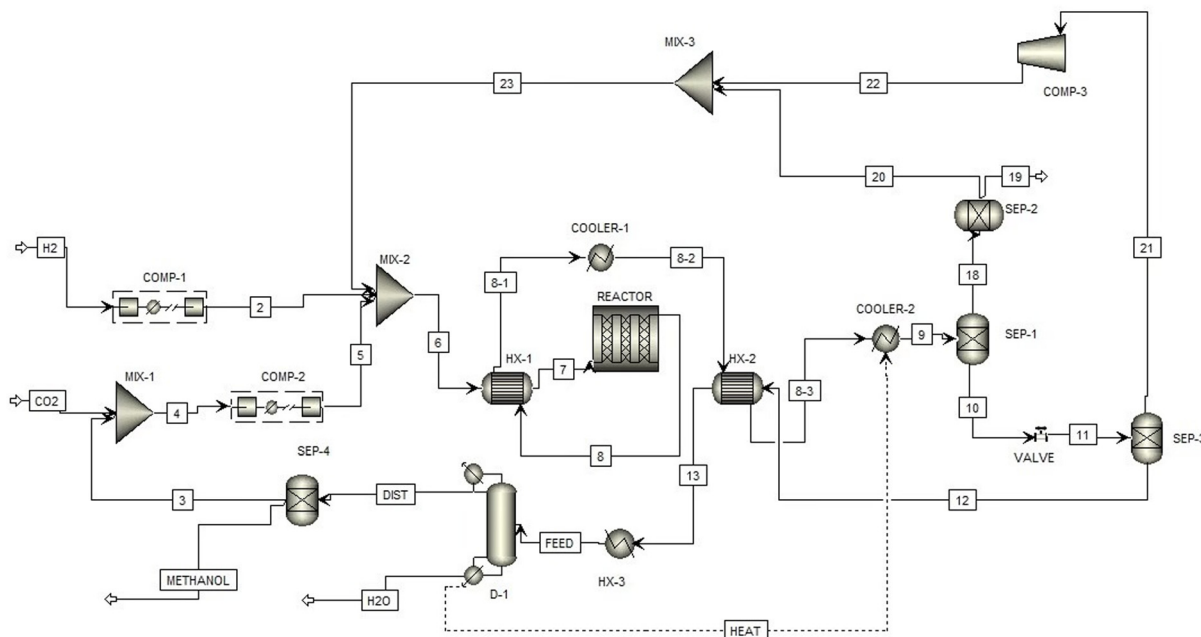 MIX-3
23
22
COMP-3
20
19
SEP-2
21
18
H2
COMP-1
2
MIX-2
COOLER-1
8-2
8-1
REACTOR
COOLER-2
9
SEP-1
5
6
HX-1
7
HX-2
8-3
CO2
MIX-1
4
COMP-2
10
11
SEP-3
VALVE
8
13
12
SEP-4
3
DIST
FEED
HX-3
METHANOL
H2O
D-1
HEAT